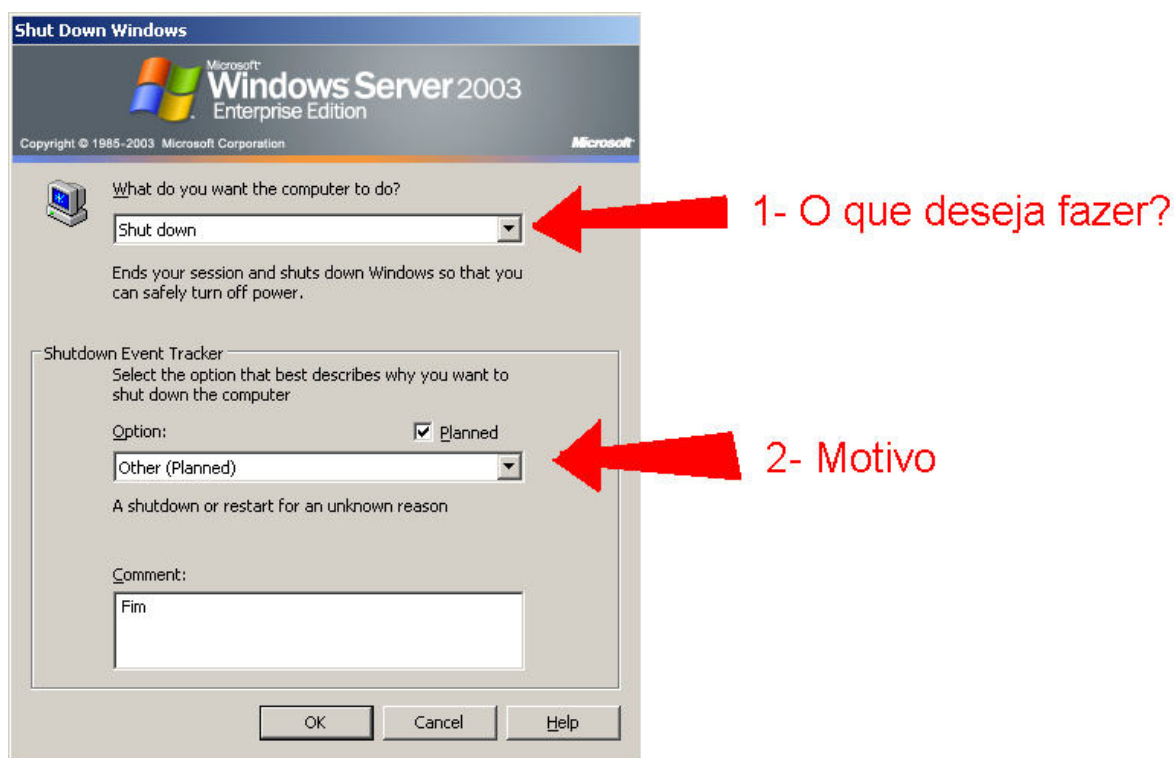 Shut Down Windows
Microsoft
Windows Server 2003
Enterprise Edition
Copyright © 1985-2003 Microsoft Corporation
Microsoft
What do you want the computer to do?
Shut down
1- O que deseja fazer?
Ends your session and shuts down Windows so that you
can safely turn off power.
Shutdown Event Tracker
Select the option that best describes why you want to
shut down the computer
Option:
Planned
Other (Planned)
2- Motivo
A shutdown or restart for an unknown reason
Comment:
Fim
OK
Cancel
Help